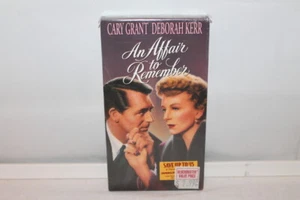 CARY GRANT DEBORAH KERR
An Affair
to
Remember